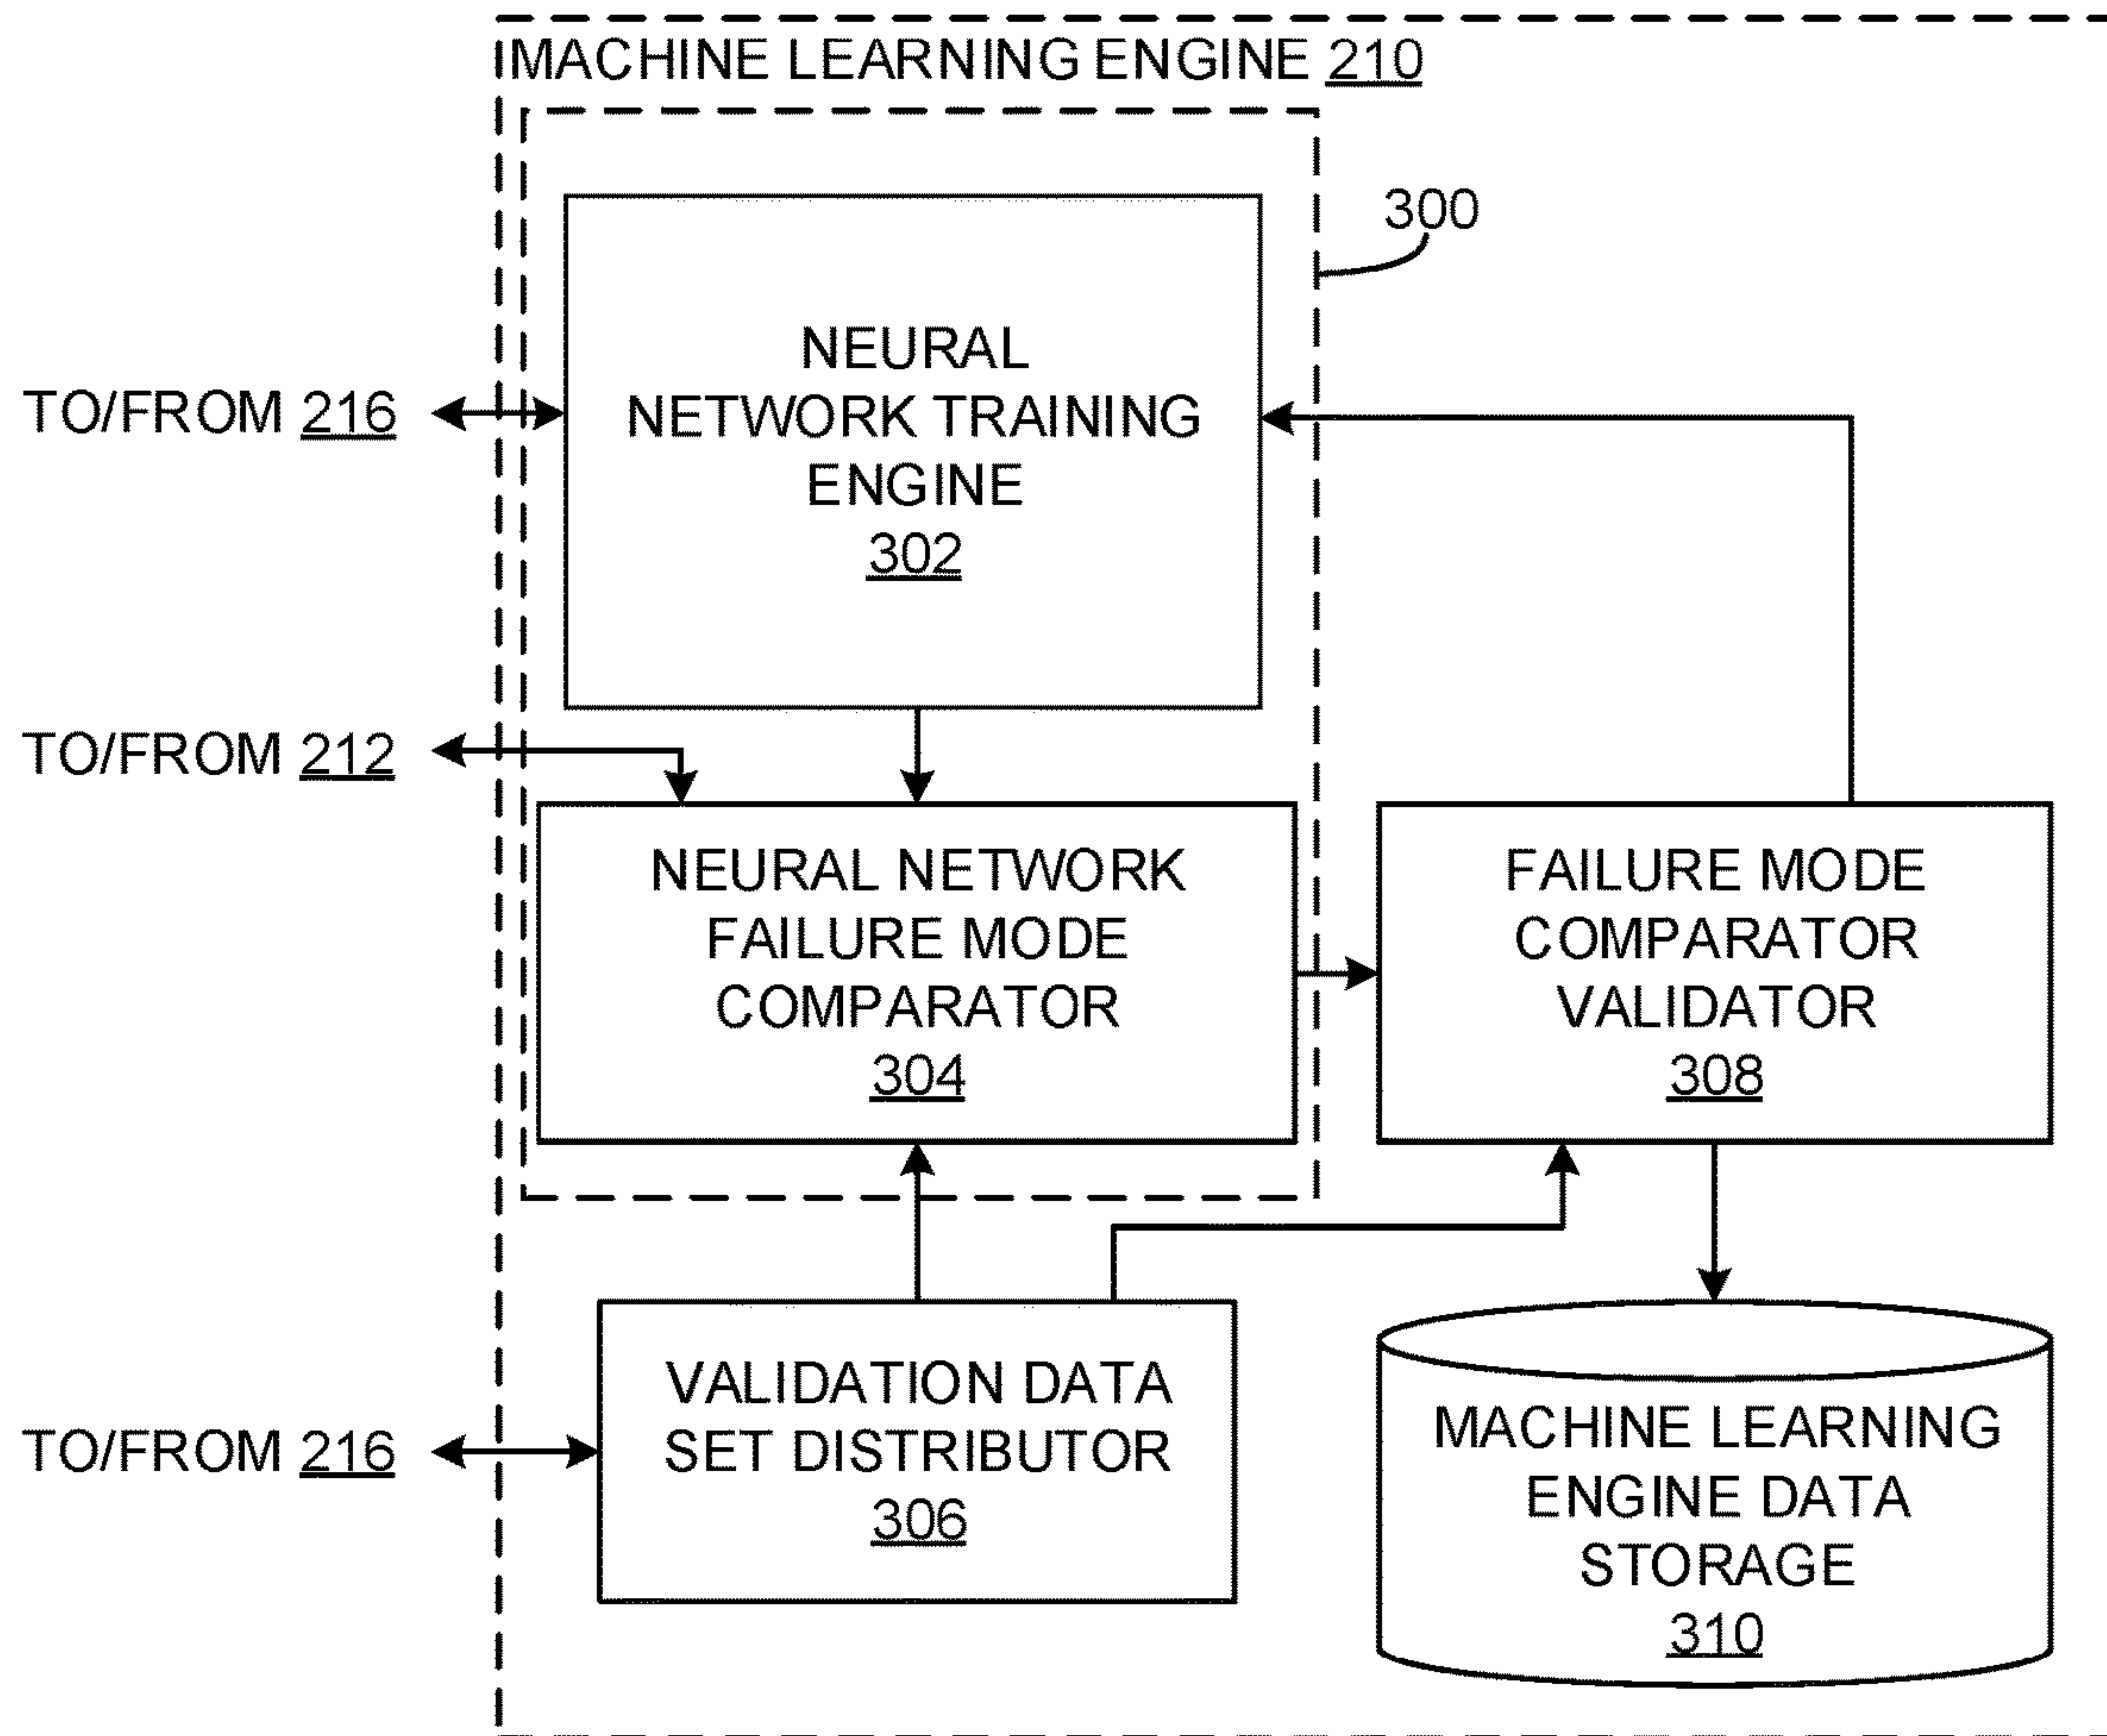 MACHINE LEARNING ENGINE 210
300
NEURAL
NETWORK TRAINING
ENGINE
302
TO/FROM 216
TO/FROM 212
NEURAL NETWORK
FAILURE MODE
COMPARATOR
304
FAILURE MODE
COMPARATOR
VALIDATOR
308
TO/FROM 216
VALIDATION DATA
SET DISTRIBUTOR
306
MACHINE LEARNING
ENGINE DATA
STORAGE
310